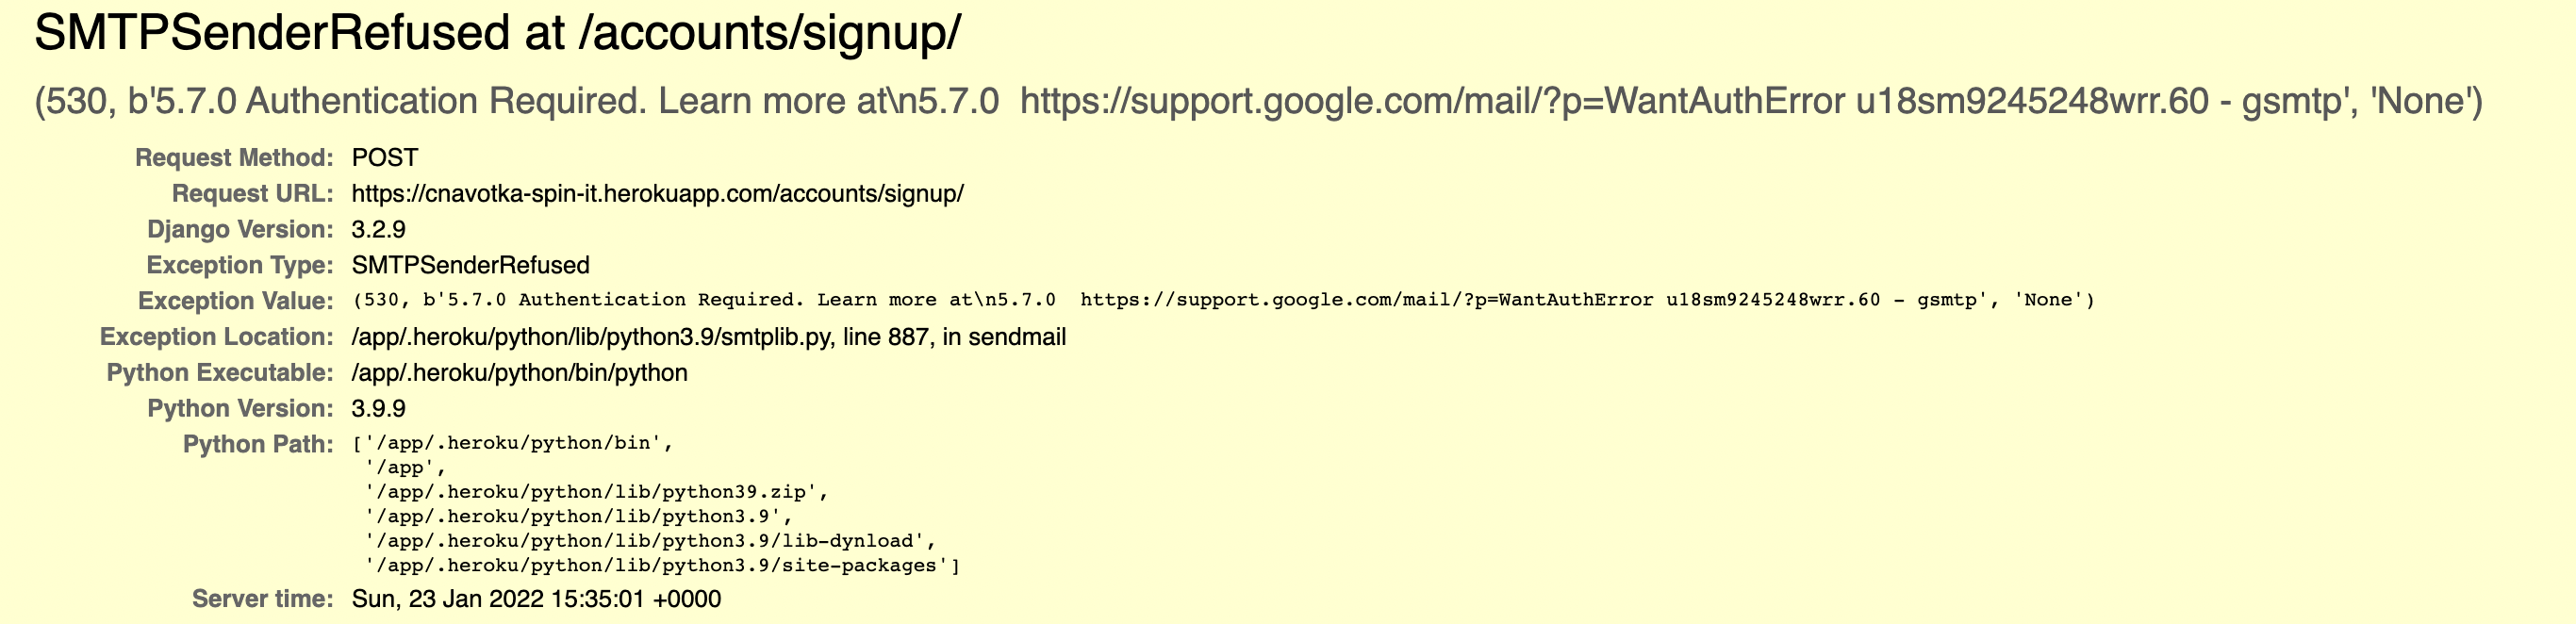 SMTPSenderRefused at /accounts/signup/
(530, b'5.7.0 Authentication Required. Learn more at\n5.7.0  https://support.google.com/mail/?p=WantAuthError u18sm9245248wrr.60 - gsmtp', 'None')
Request Method: POST
Request URL: https://cnavotka-spin-it.herokuapp.com/accounts/signup/
Django Version: 3.2.9
Exception Type: SMTPSenderRefused
Exception Value: (530, b'5.7.0 Authentication Required. Learn more at\n5.7.0  https://support.google.com/mail/?p=WantAuthError u18sm9245248wrr.60 - gsmtp', 'None')
Exception Location: /app/.heroku/python/lib/python3.9/smtplib.py, line 887, in sendmail
Python Executable: /app/.heroku/python/bin/python
Python Version: 3.9.9
Python Path: ['/app/.heroku/python/bin',
'/app',
'/app/.heroku/python/lib/python39.zip',
'/app/.heroku/python/lib/python3.9',
'/app/.heroku/python/lib/python3.9/lib-dynload',
'/app/.heroku/python/lib/python3.9/site-packages']
Server time: Sun, 23 Jan 2022 15:35:01 +0000